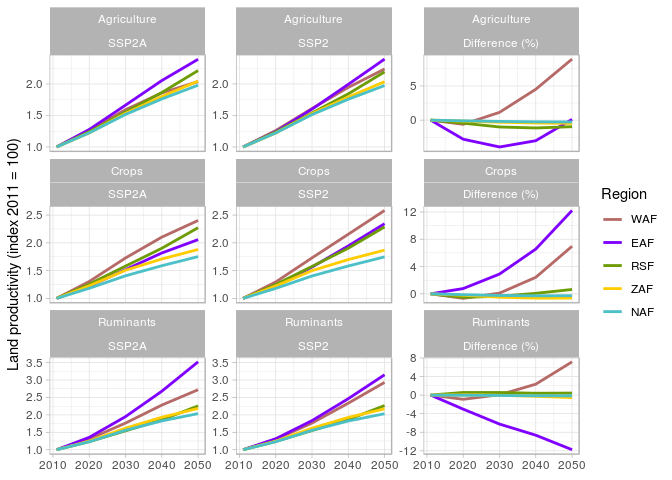 Land productivity (index 2011 = 100)
Agriculture
SSP2A
Agriculture
SSP2
Agriculture
Difference (%)
2.0
1.5
1.0
2.0
1.5
1.0
5
0
Crops
SSP2A
Crops
SSP2
Crops
Difference (%)
2.5
2.0
1.5
1.0
2.5
2.0
1.5
1.0
12
8
4
0
Ruminants
SSP2A
Ruminants
SSP2
Ruminants
Difference (%)
3.5
3.0
2.5
2.0
1.5
1.0
3.5
3.0
2.5
2.0
1.5
1.0
8
4
0
-4
-8
-12
2010 2020 2030 2040 2050
2010 2020 2030 2040 2050
2010 2020 2030 2040 2050
Region
WAF
EAF
RSF
ZAF
NAF